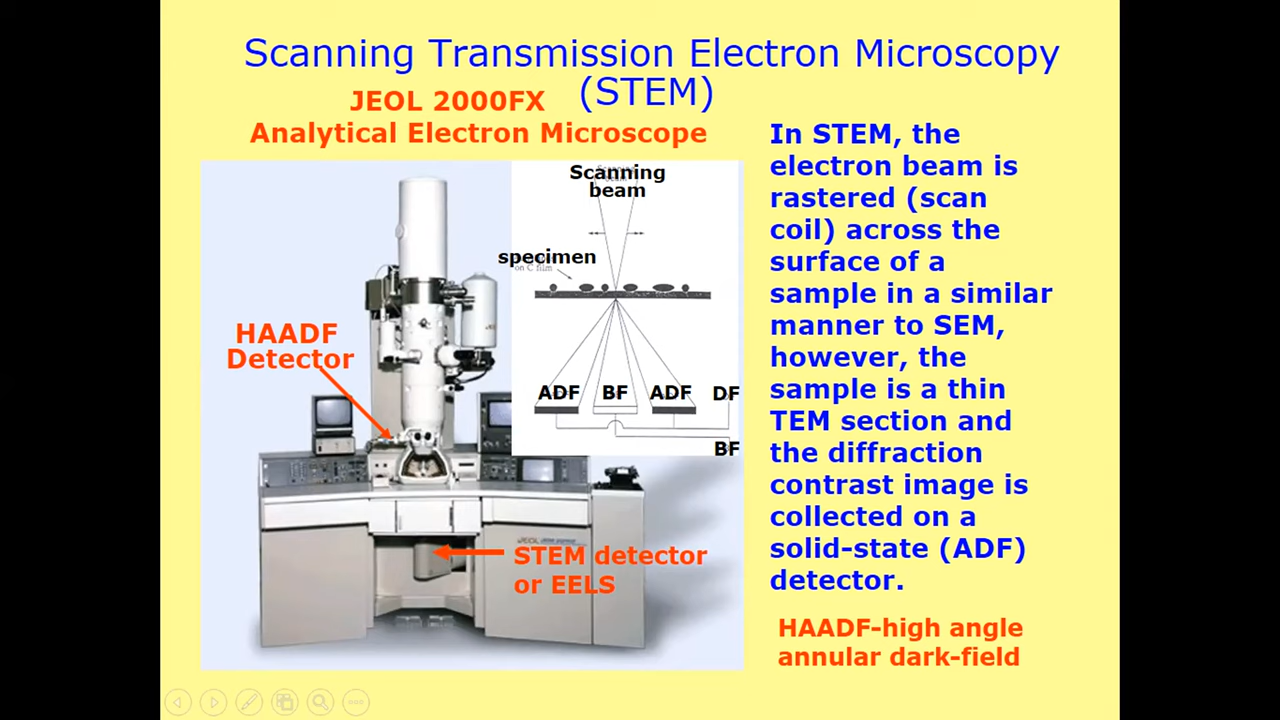 Scanning Transmission Electron Microscopy
(STEM)
JEOL 2000FX
Analytical Electron Microscope
Scanning
beam
specimen
on C film
HAADF
Detector
ADF
BF
ADF
DF
BF
JEOL
STEM detector
or EELS
In STEM, the
electron beam is
rastered (scan
coil) across the
surface of a
sample in a similar
manner to SEM,
however, the
sample is a thin
TEM section and
the diffraction
contrast image is
collected on a
solid-state (ADF)
detector.
HAADF-high angle
annular dark-field